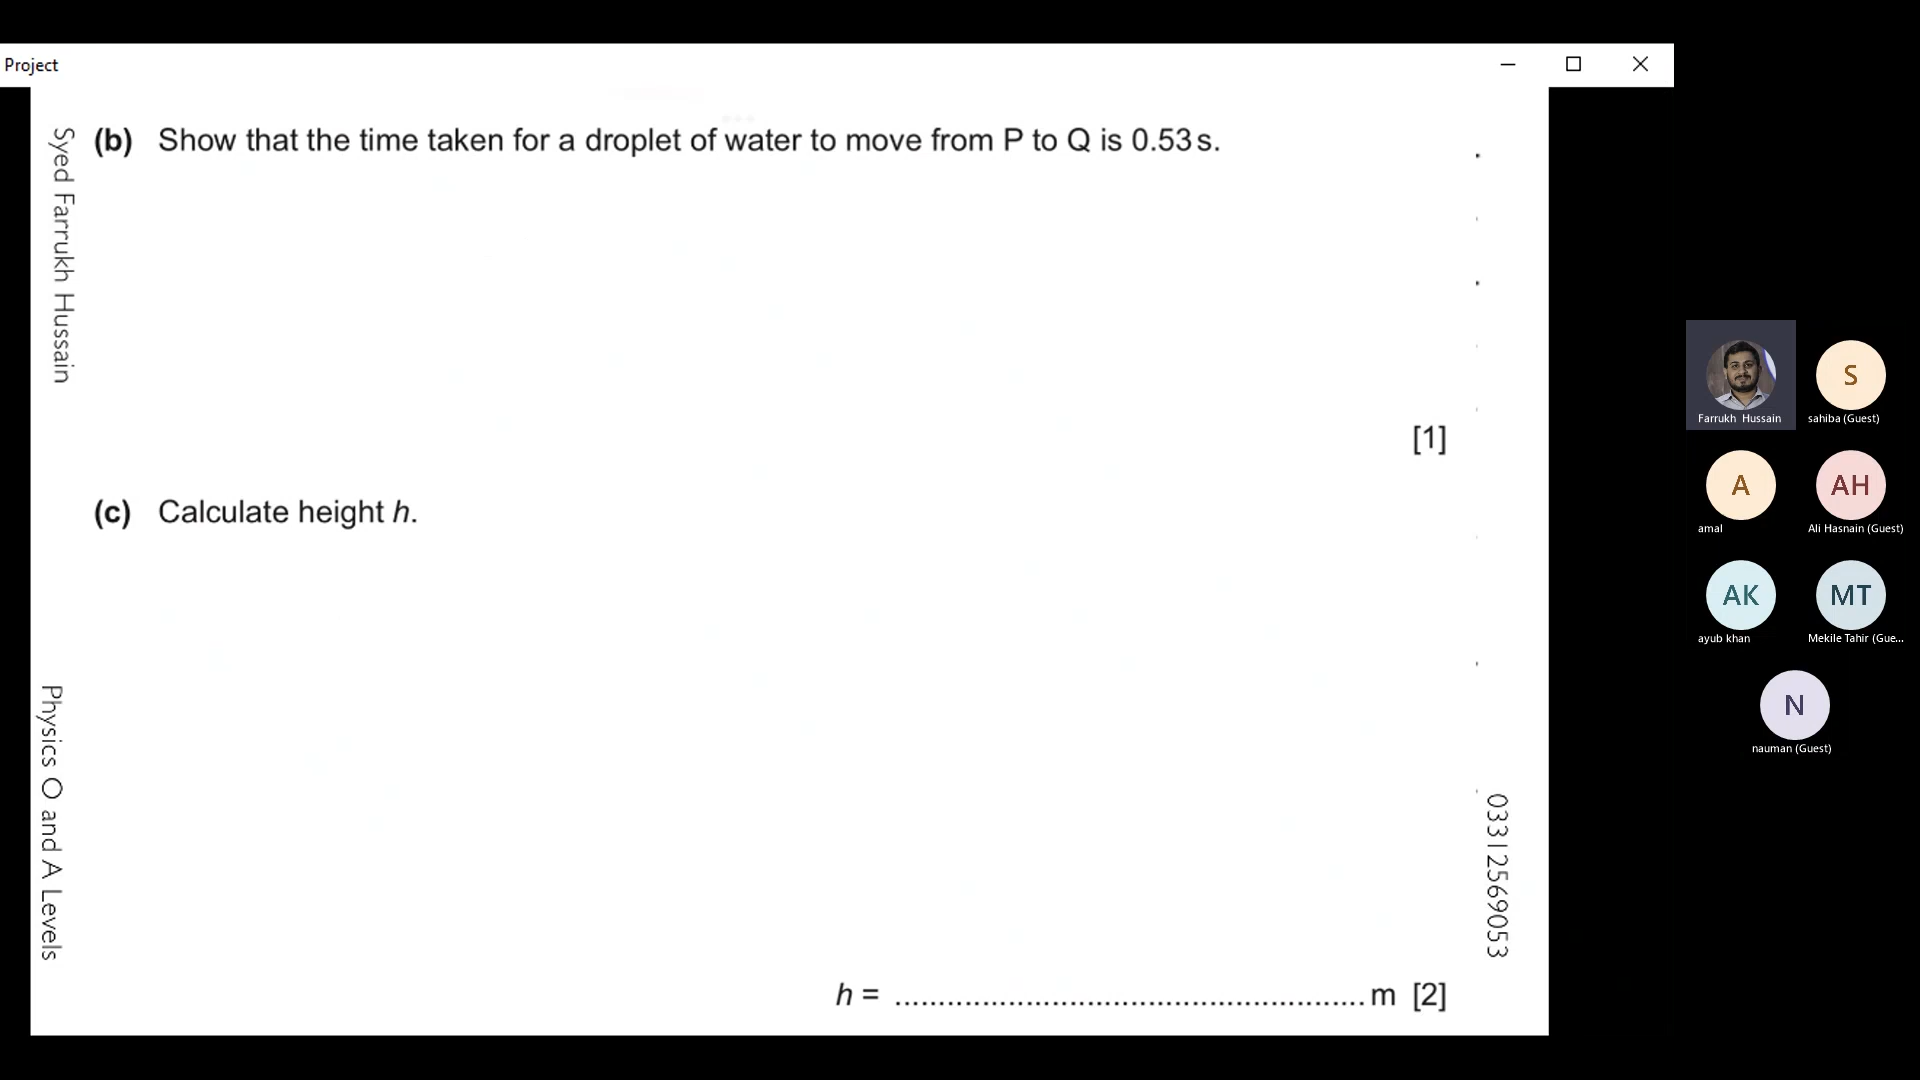 Project
(b) Show that the time taken for a droplet of water to move from P to Q is 0.53 s.
[1]
(c) Calculate height h.
h = ...................................................... m [2]
Syed Farrukh Hussain
Physics O and A Levels
03312569053
Farrukh Hussain
S
sahiba (Guest)
A
amal
AH
Ali Hasnain (Guest)
AK
ayub khan
MT
Mekile Tahir (Gue...
N
nauman (Guest)